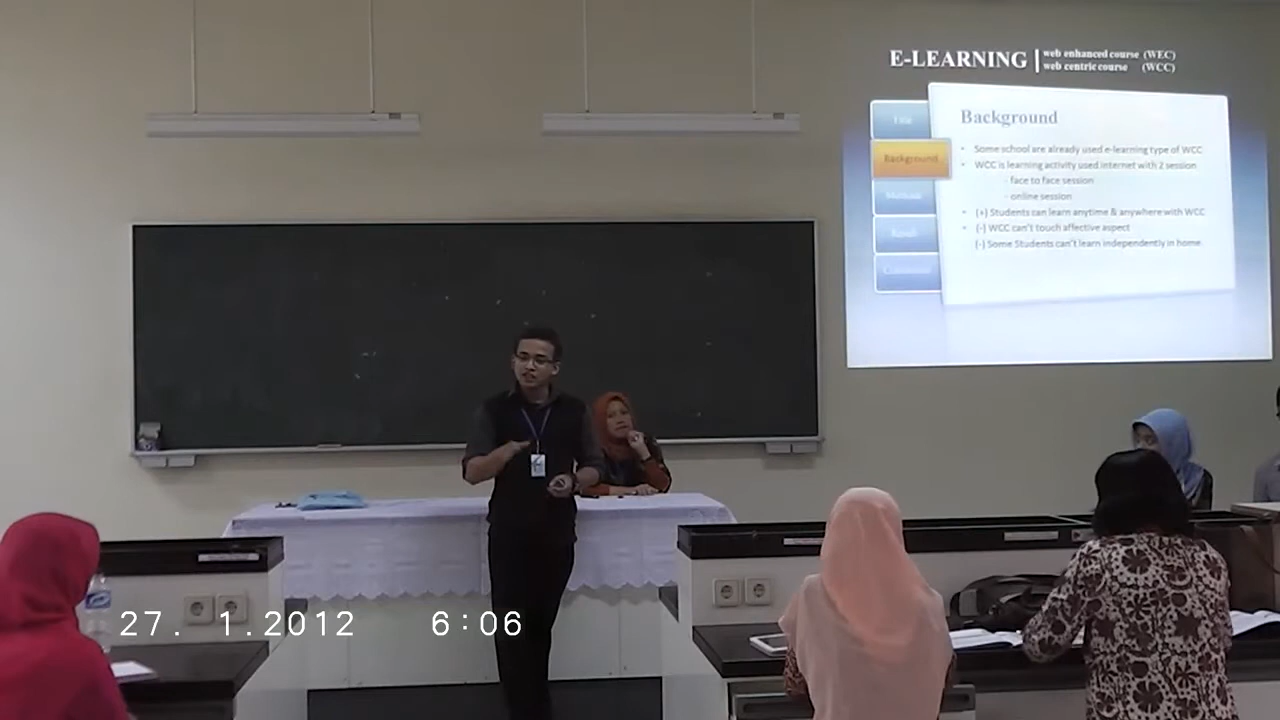 E-LEARNING
web enhanced course (WEC)
web centric course (WCC)
Title
Background
Background
• Some school are already used e-learning type of WCC
• WCC is learning activity used internet with 2 session
- face to face session
- online session
• (+) Students can learn anytime & anywhere with WCC
• (-) WCC can't touch affective aspect
(-) Some Students can't learn independently in home
27. 1.2012 6:06